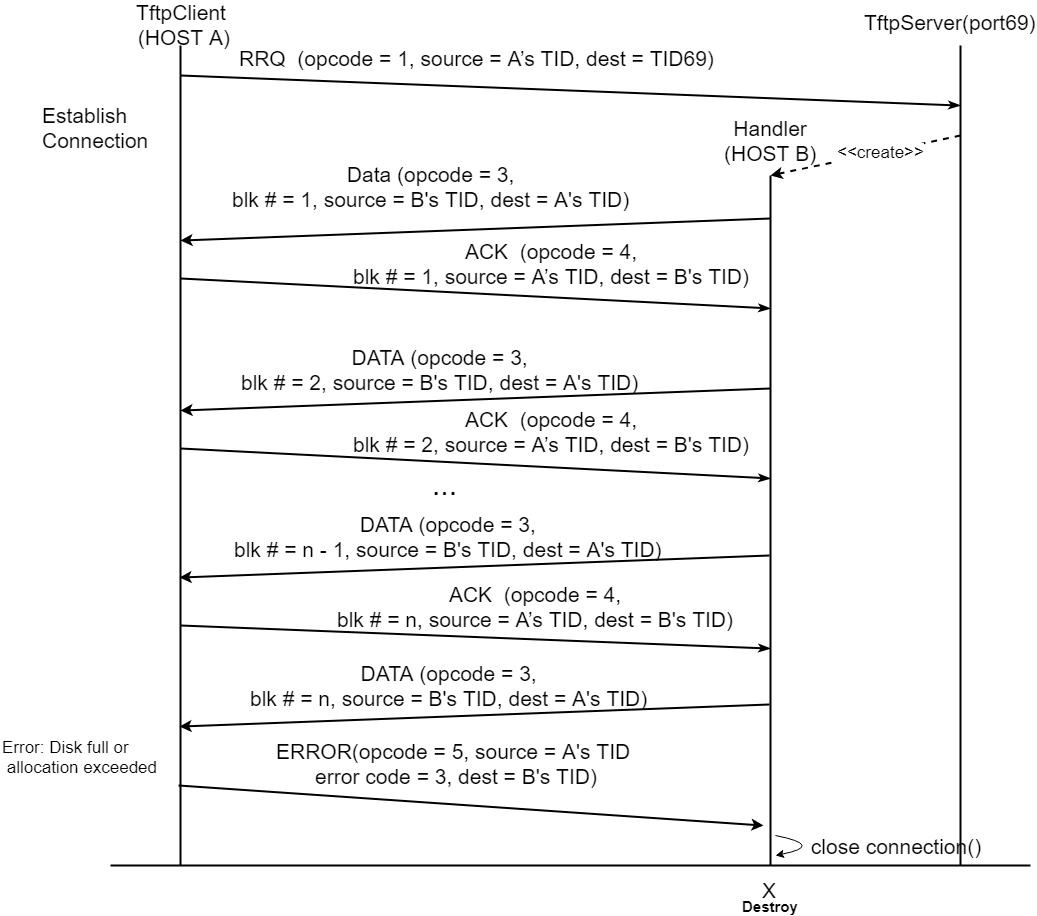 TftpClient
(HOST A)
TftpServer(port69)
RRQ (opcode = 1, source = A’s TID, dest = TID69)
Establish
Connection
Handler
(HOST B)
<<create>>
Data (opcode = 3,
blk # = 1, source = B's TID, dest = A's TID)
ACK (opcode = 4,
blk # = 1, source = A’s TID, dest = B's TID)
DATA (opcode = 3,
blk # = 2, source = B's TID, dest = A's TID)
ACK (opcode = 4,
blk # = 2, source = A’s TID, dest = B's TID)
...
DATA (opcode = 3,
blk # = n - 1, source = B's TID, dest = A's TID)
ACK (opcode = 4,
blk # = n, source = A’s TID, dest = B's TID)
DATA (opcode = 3,
blk # = n, source = B's TID, dest = A's TID)
Error: Disk full or
allocation exceeded
ERROR(opcode = 5, source = A's TID
error code = 3, dest = B's TID)
close connection()
X
Destroy